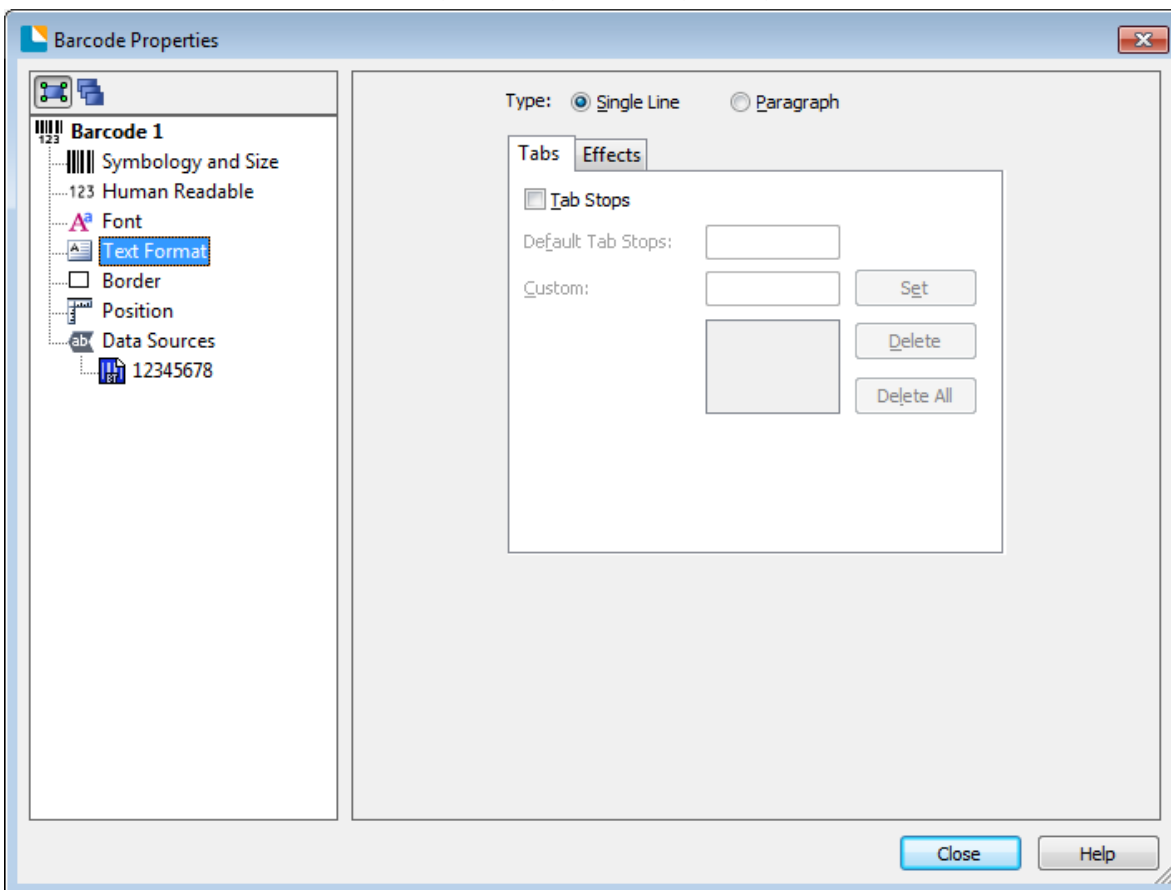 Barcode Properties
Barcode 1
Symbology and Size
123 Human Readable
Font
Text Format
Border
Position
Data Sources
12345678
Type: Single Line Paragraph
Tabs Effects
Tab Stops
Default Tab Stops:
Custom: Set
Delete
Delete All
Close Help